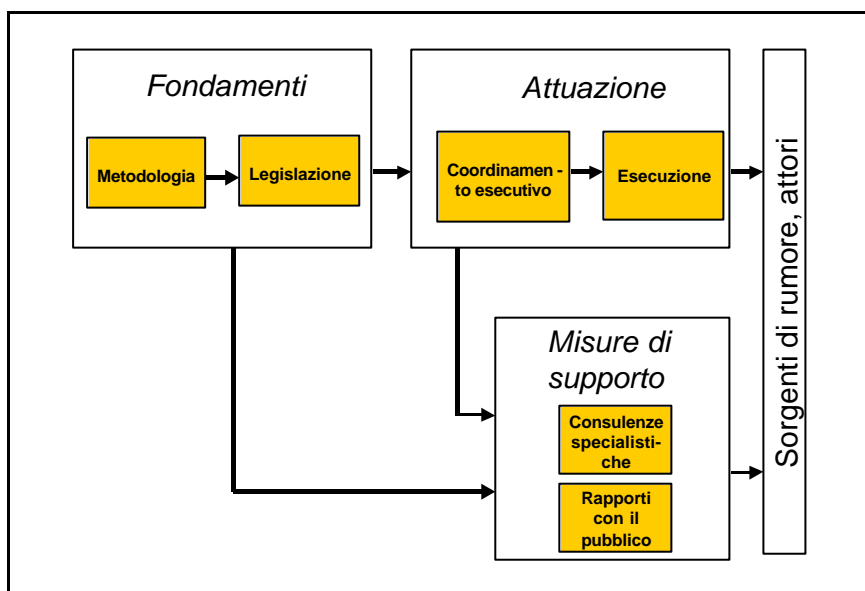 Fondamenti
Metodologia
Legislazione
Attuazione
Coordinamen -
to esecutivo
Esecuzione
Misure di
supporto
Consulenze
specialisti-
che
Rapporti
con il
pubblico
Sorgenti di rumore, attori